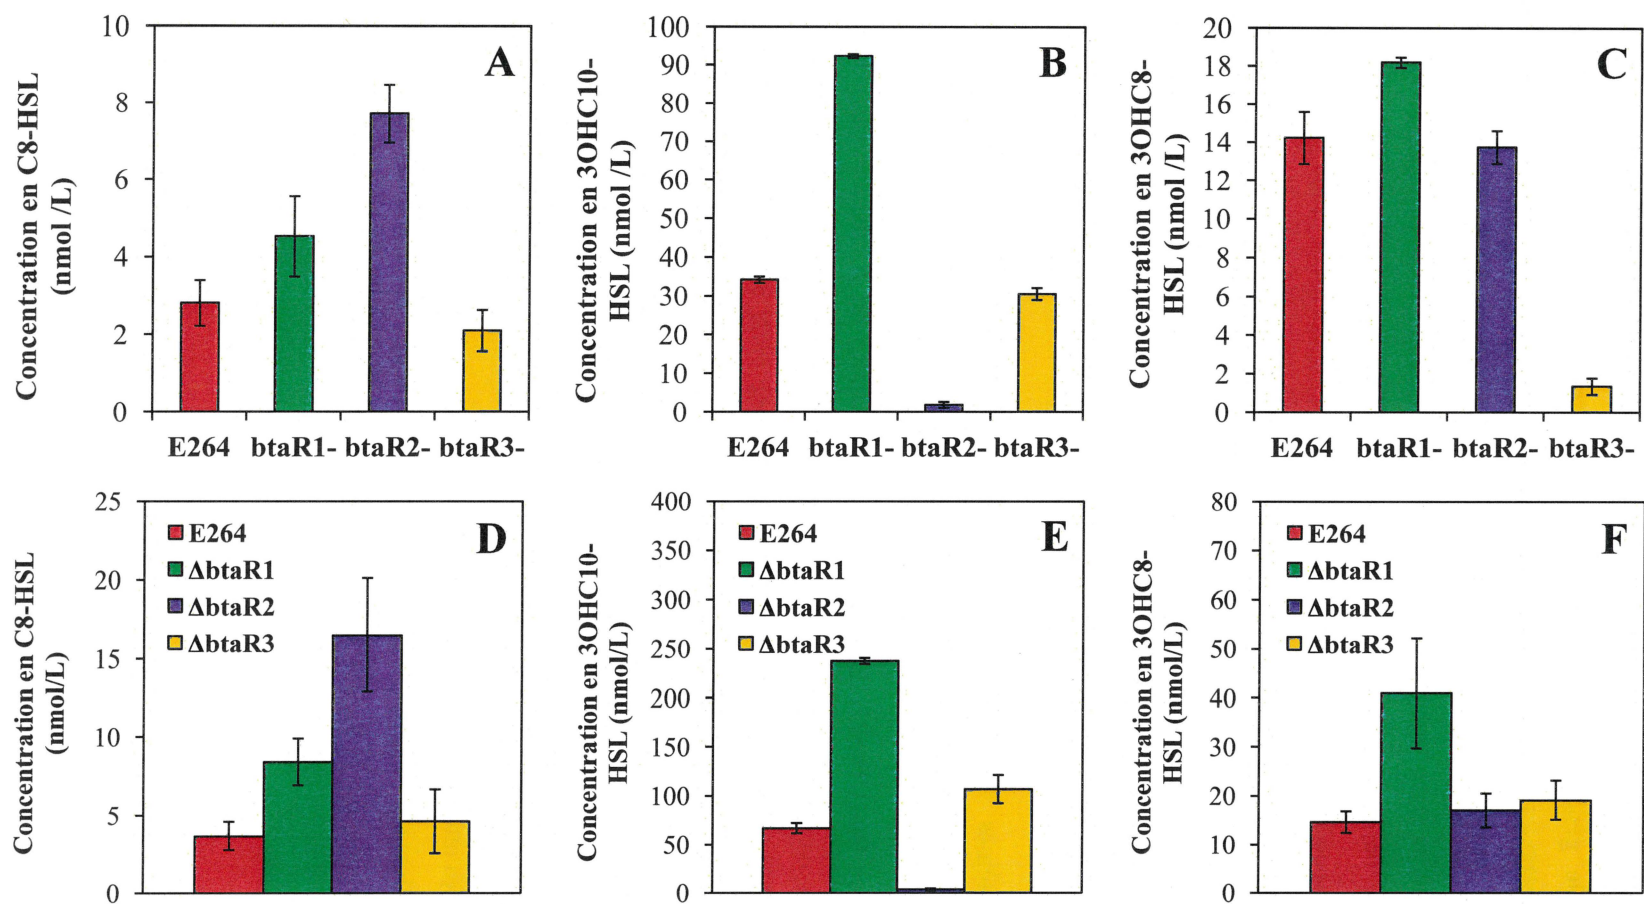 A
Concentration en C8-HSL
(nmol /L)
10
8
6
4
2
0
E264 btaR1- btaR2- btaR3-
B
Concentration en 3OHC10-
HSL (nmol /L)
100
90
80
70
60
50
40
30
20
10
0
E264 btaR1- btaR2- btaR3-
C
Concentration en 3OHC8-
HSL (nmol /L)
20
18
16
14
12
10
8
6
4
2
0
E264 btaR1- btaR2- btaR3-
D
Concentration en C8-HSL
(nmol/L)
25
20
15
10
5
0
E264
ΔbtaR1
ΔbtaR2
ΔbtaR3
E
Concentration en 3OHC10-
HSL (nmol/L)
400
350
300
250
200
150
100
50
0
E264
ΔbtaR1
ΔbtaR2
ΔbtaR3
F
Concentration en 3OHC8-
HSL (nmol/L)
80
70
60
50
40
30
20
10
0
E264
ΔbtaR1
ΔbtaR2
ΔbtaR3